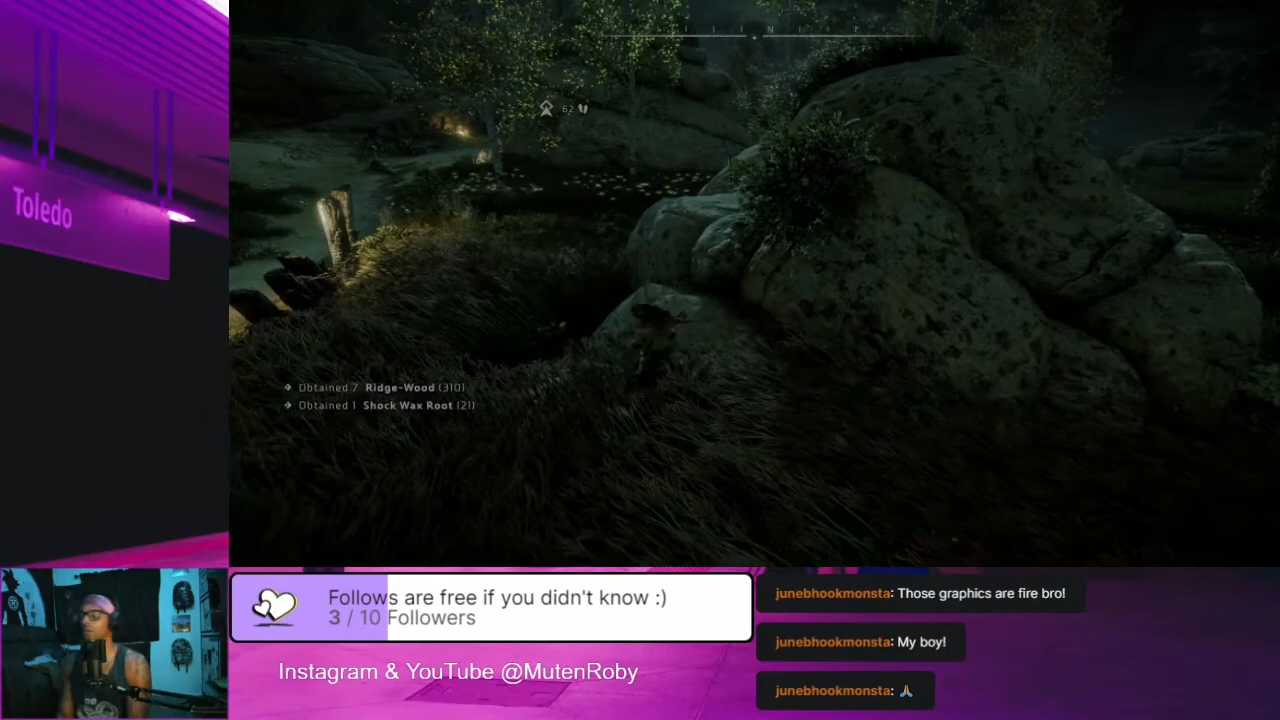 Toledo
N
62
Obtained 7 Ridge-Wood (310)
Obtained 1 Shock Wax Root (21)
Follows are free if you didn't know :)
3 / 10 Followers
Instagram & YouTube @MutenRoby
junebhookmonsta: Those graphics are fire bro!
junebhookmonsta: My boy!
junebhookmonsta: 🙏🏽